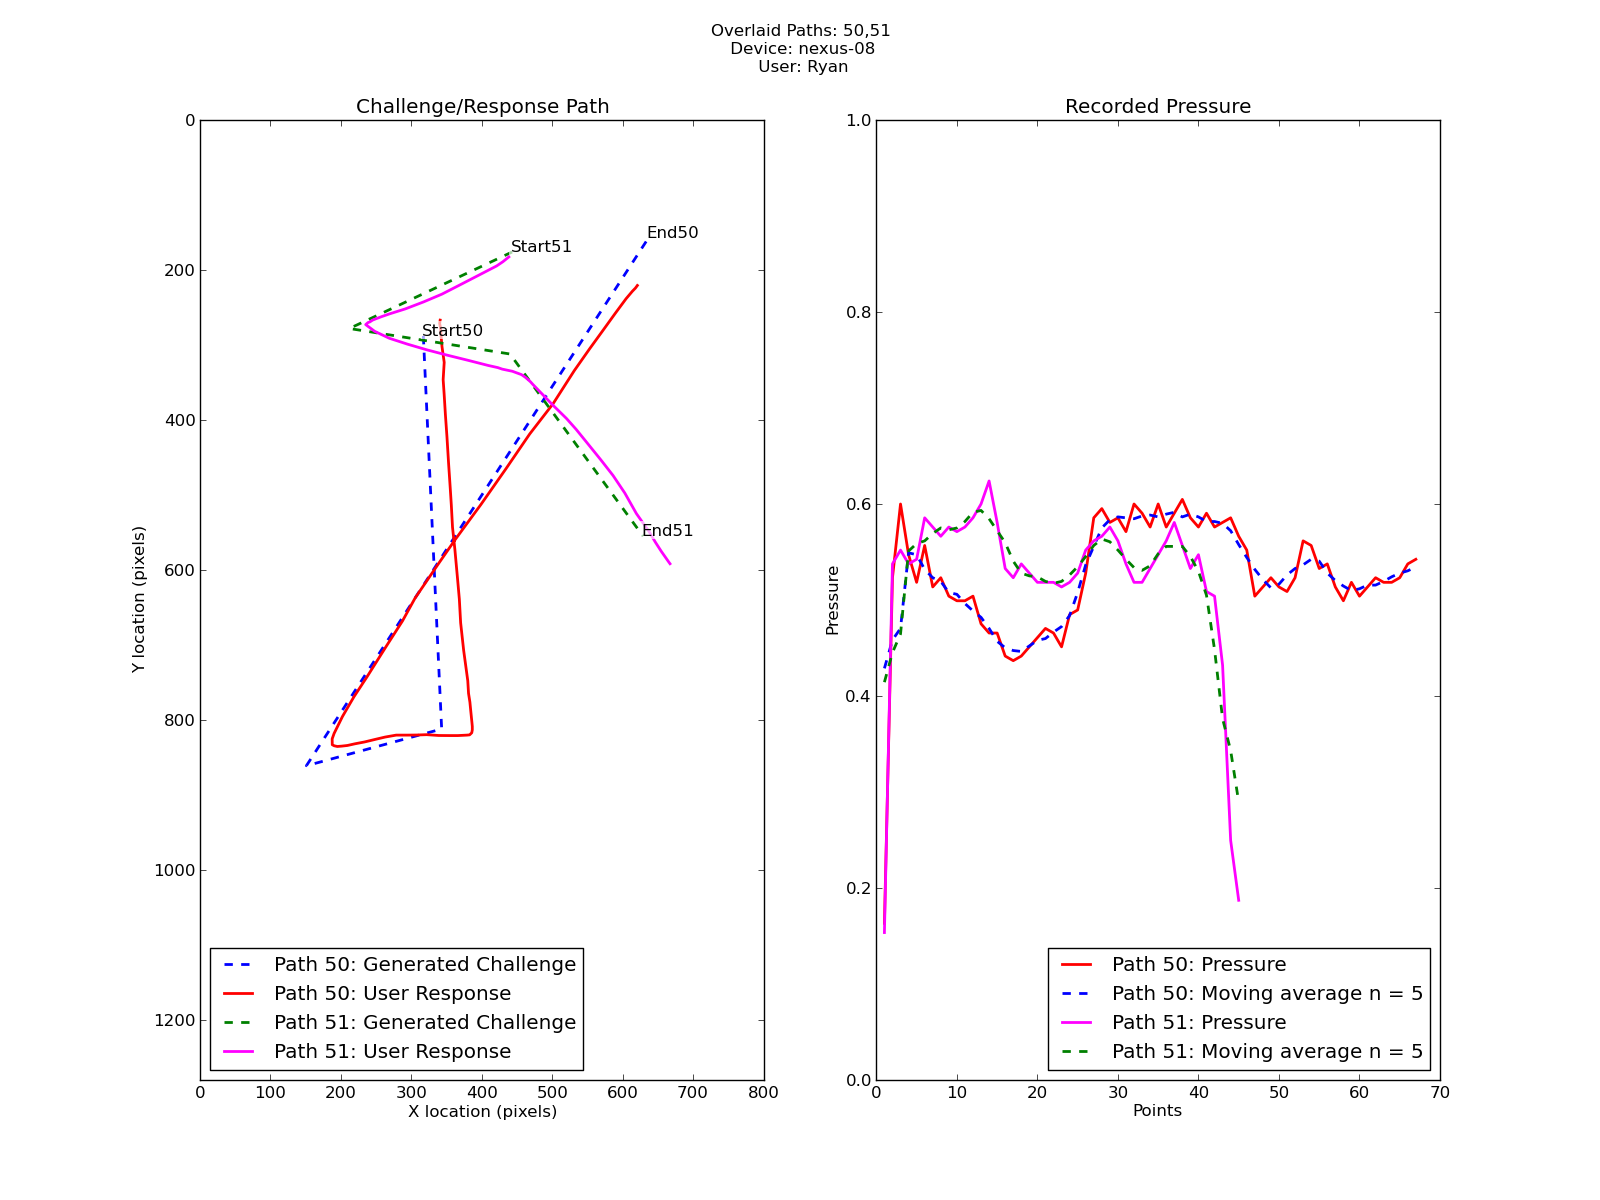 Overlaid Paths: 50,51
Device: nexus-08
User: Ryan
Challenge/Response Path
0
200
400
600
800
1000
1200
Y location (pixels)
Start51
End50
Start50
End51
Path 50: Generated Challenge
Path 50: User Response
Path 51: Generated Challenge
Path 51: User Response
0 100 200 300 400 500 600 700 800
X location (pixels)
Recorded Pressure
1.0
0.8
0.6
0.4
0.2
0.0
Pressure
Path 50: Pressure
Path 50: Moving average n = 5
Path 51: Pressure
Path 51: Moving average n = 5
0 10 20 30 40 50 60 70
Points